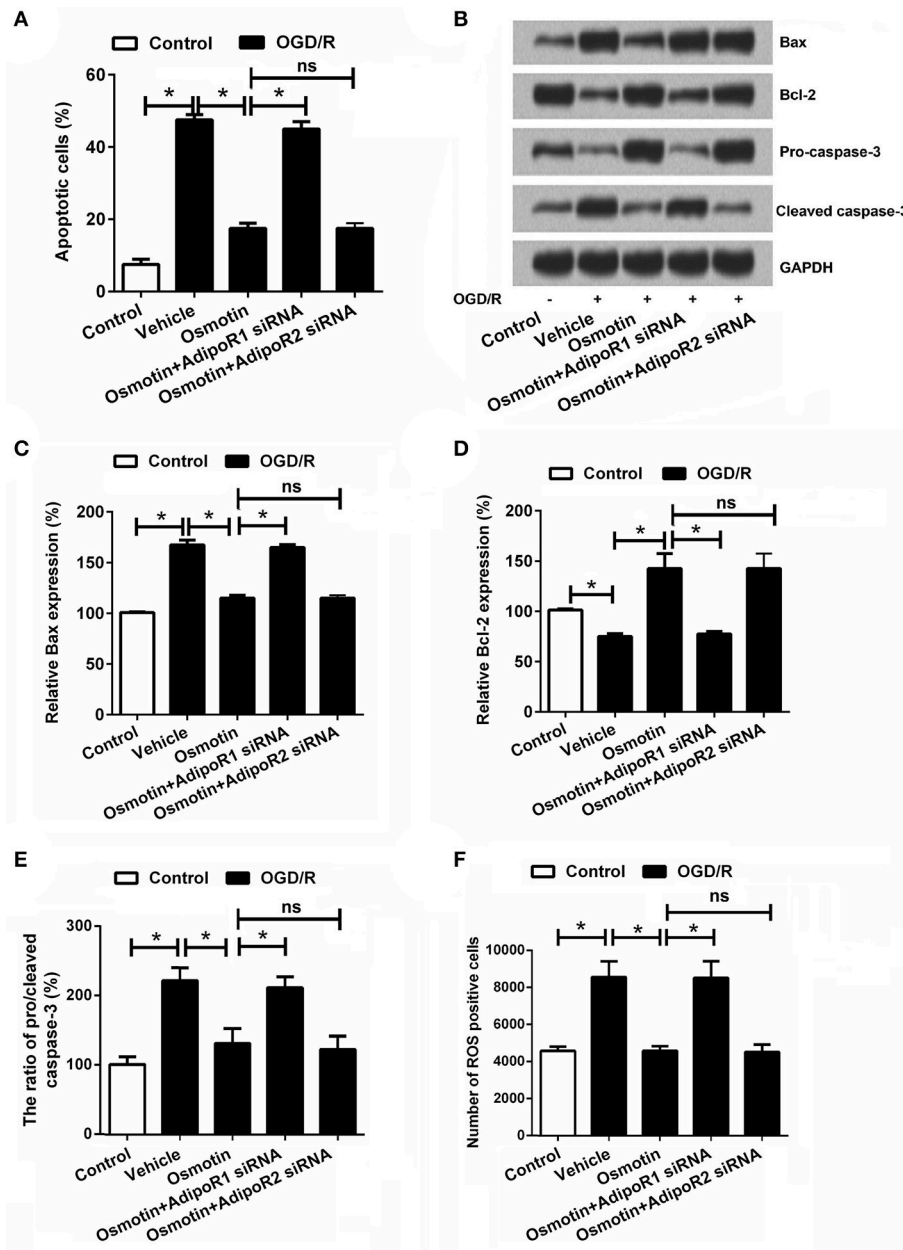 A
Control OGD/R
ns
* * *
Apoptotic cells (%)
60
40
20
0
Control
Vehicle
Osmotin
Osmotin+AdipoR1 siRNA
Osmotin+AdipoR2 siRNA
B
Bax
Bcl-2
Pro-caspase-3
Cleaved caspase-3
GAPDH
OGD/R - + + + +
Control
Vehicle
Osmotin
Osmotin+AdipoR1 siRNA
Osmotin+AdipoR2 siRNA
C
Control OGD/R
ns
* * *
Relative Bax expression (%)
200
150
100
50
0
Control
Vehicle
Osmotin
Osmotin+AdipoR1 siRNA
Osmotin+AdipoR2 siRNA
D
Control OGD/R
ns
* * *
Relative Bcl-2 expression (%)
200
150
100
50
0
Control
Vehicle
Osmotin
Osmotin+AdipoR1 siRNA
Osmotin+AdipoR2 siRNA
E
Control OGD/R
ns
* * *
The ratio of pro/cleaved
caspase-3 (%)
300
200
100
0
Control
Vehicle
Osmotin
Osmotin+AdipoR1 siRNA
Osmotin+AdipoR2 siRNA
F
Control OGD/R
ns
* * *
Number of ROS positive cells
10000
8000
6000
4000
2000
0
Control
Vehicle
Osmotin
Osmotin+AdipoR1 siRNA
Osmotin+AdipoR2 siRNA